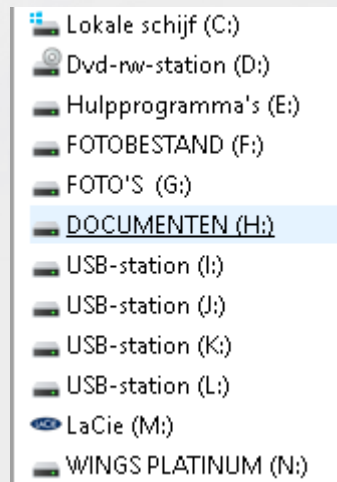 Lokale schijf (C:)
Dvd-rw-station (D:)
Hulpprogramma's (E:)
FOTOBESTAND (F:)
FOTO'S (G:)
DOCUMENTEN (H:)
USB-station (I:)
USB-station (J:)
USB-station (K:)
USB-station (L:)
LaCie (M:)
WINGS PLATINUM (N:)